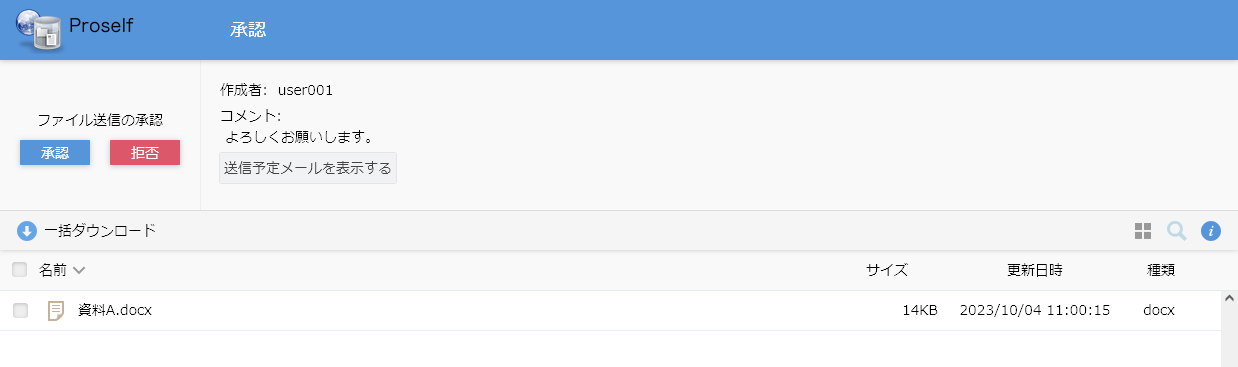 Proself
承認
ファイル送信の承認
承認
拒否
作成者：user001
コメント:
よろしくお願いします。
送信予定メールを表示する
一括ダウンロード
i
名前
サイズ
更新日時
種類
資料A.docx
14KB
2023/10/04 11:00:15
docx